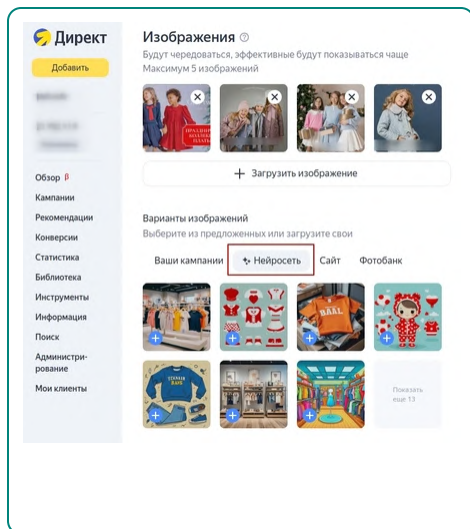 Директ
Добавить
Обзор β
Кампании
Рекомендации
Конверсии
Статистика
Библиотека
Инструменты
Информация
Поиск
Администри-
рование
Мои клиенты
Изображения
Будут чередоваться, эффективные будут показываться чаще
Максимум 5 изображений
Загрузить изображение
Варианты изображений
Выберите из предложенных или загрузите свои
Ваши кампании
Нейросеть
Сайт
Фотобанк
BAAL
Показать
еще 13